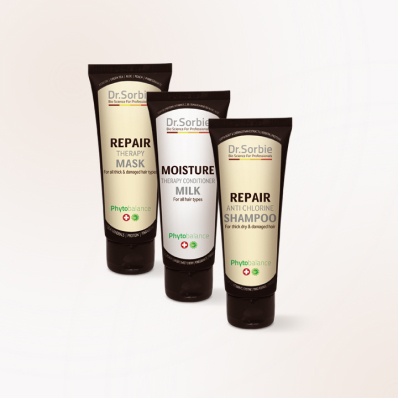 Dr.Sorbie
Bio Science For Professionals
REPAIR
THERAPY
MASK
For all thick & damaged hair types
Phytobalance
Dr.Sorbie
Bio Science For Professionals
MOISTURE
THERAPY CONDITIONER
MILK
For all hair types
Phytobalance
Dr.Sorbie
Bio Science For Professionals
REPAIR
ANTI CHLORINE
SHAMPOO
For thick dry & damaged hair
Phytobalance